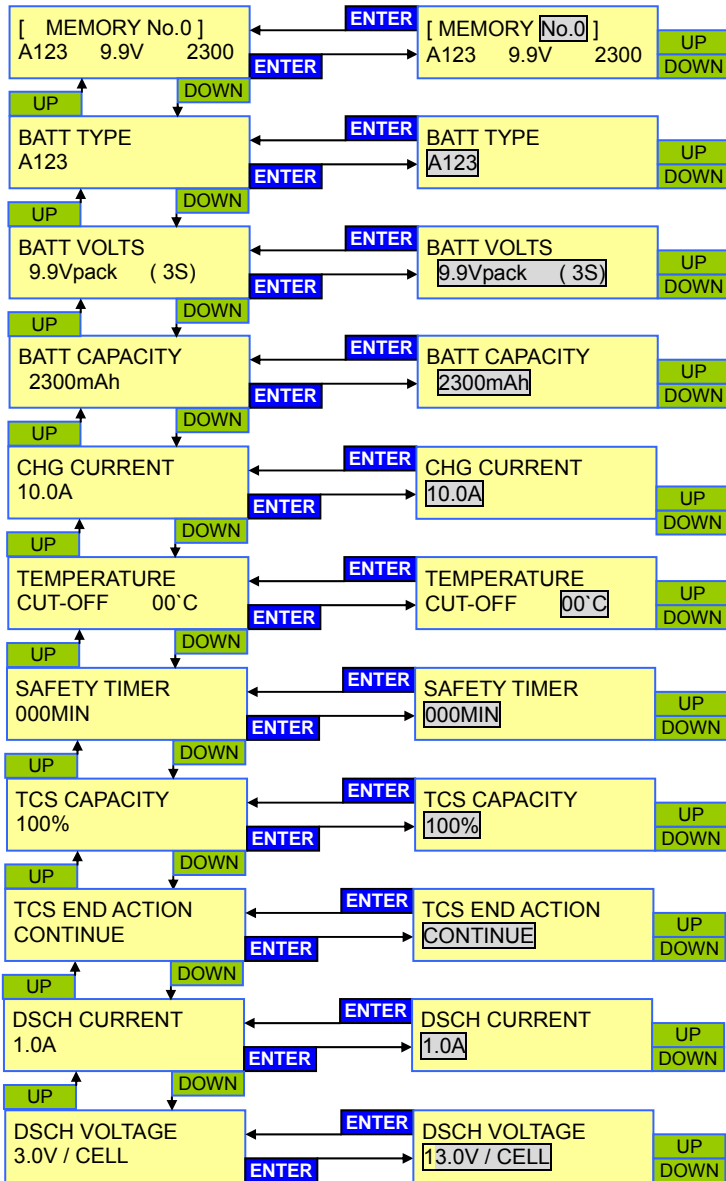 [ MEMORY No.0 ]
A123 9.9V 2300
ENTER
ENTER
[ MEMORY No.0 ]
A123 9.9V 2300
UP
DOWN
UP
DOWN
BATT TYPE
A123
ENTER
ENTER
BATT TYPE
A123
UP
DOWN
UP
DOWN
BATT VOLTS
9.9Vpack ( 3S)
ENTER
ENTER
BATT VOLTS
9.9Vpack ( 3S)
UP
DOWN
UP
DOWN
BATT CAPACITY
2300mAh
ENTER
ENTER
BATT CAPACITY
2300mAh
UP
DOWN
UP
DOWN
CHG CURRENT
10.0A
ENTER
ENTER
CHG CURRENT
10.0A
UP
DOWN
UP
DOWN
TEMPERATURE
CUT-OFF 00`C
ENTER
ENTER
TEMPERATURE
CUT-OFF 00`C
UP
DOWN
UP
DOWN
SAFETY TIMER
000MIN
ENTER
ENTER
SAFETY TIMER
000MIN
UP
DOWN
UP
DOWN
TCS CAPACITY
100%
ENTER
ENTER
TCS CAPACITY
100%
UP
DOWN
UP
DOWN
TCS END ACTION
CONTINUE
ENTER
ENTER
TCS END ACTION
CONTINUE
UP
DOWN
UP
DOWN
DSCH CURRENT
1.0A
ENTER
ENTER
DSCH CURRENT
1.0A
UP
DOWN
UP
DOWN
DSCH VOLTAGE
3.0V / CELL
ENTER
ENTER
DSCH VOLTAGE
13.0V / CELL
UP
DOWN